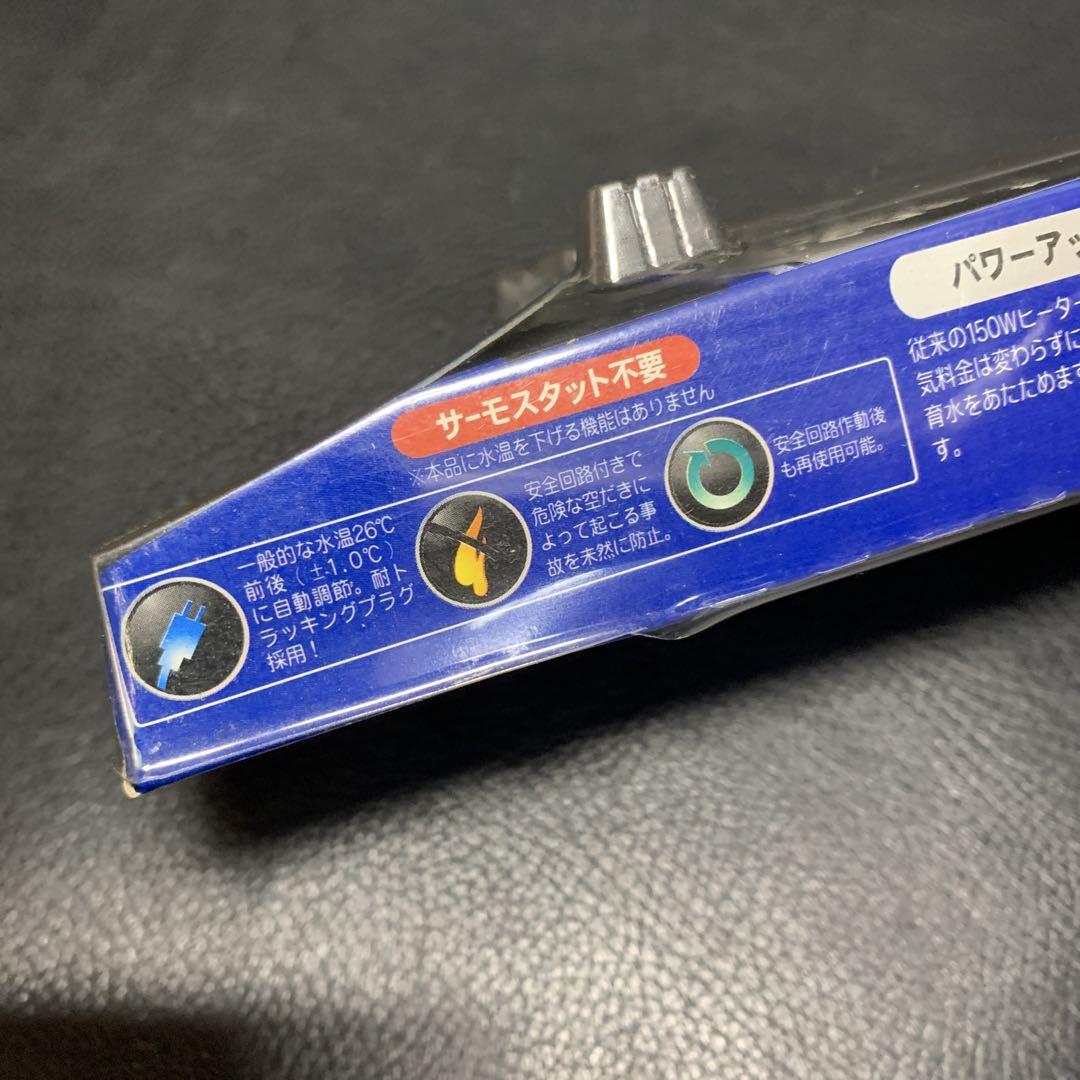 サーモスタット不要
※本品に水温を下げる機能はありません
一般的な水温26℃
前後（±1.0℃）
に自動調節。耐ト
ラッキングプラグ
採用！
安全回路付きで
危険な空だきに
よって起こる事
故を未然に防止。
安全回路作動後
も再使用可能。
パワーアッ
従来の150Wヒーター
気料金は変わらずに
育水をあたためます
す。